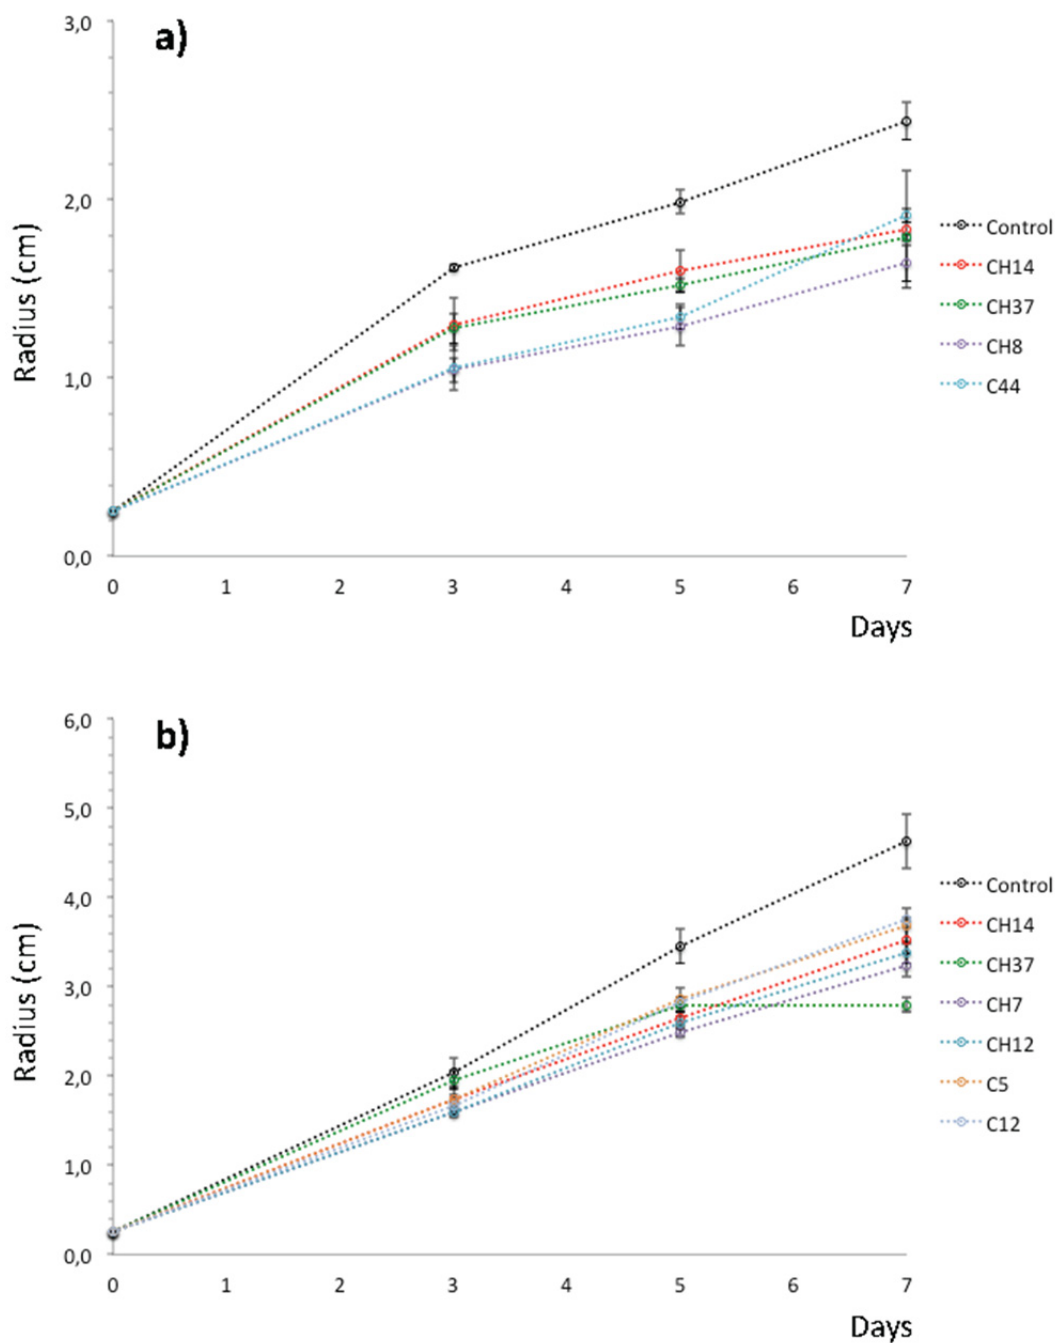 a)
3,0
2,0
1,0
0,0
Radius (cm)
0 1 2 3 4 5 6 7
Days
Control
CH14
CH37
CH8
C44
b)
6,0
5,0
4,0
3,0
2,0
1,0
0,0
Radius (cm)
0 1 2 3 4 5 6 7
Days
Control
CH14
CH37
CH7
CH12
C5
C12